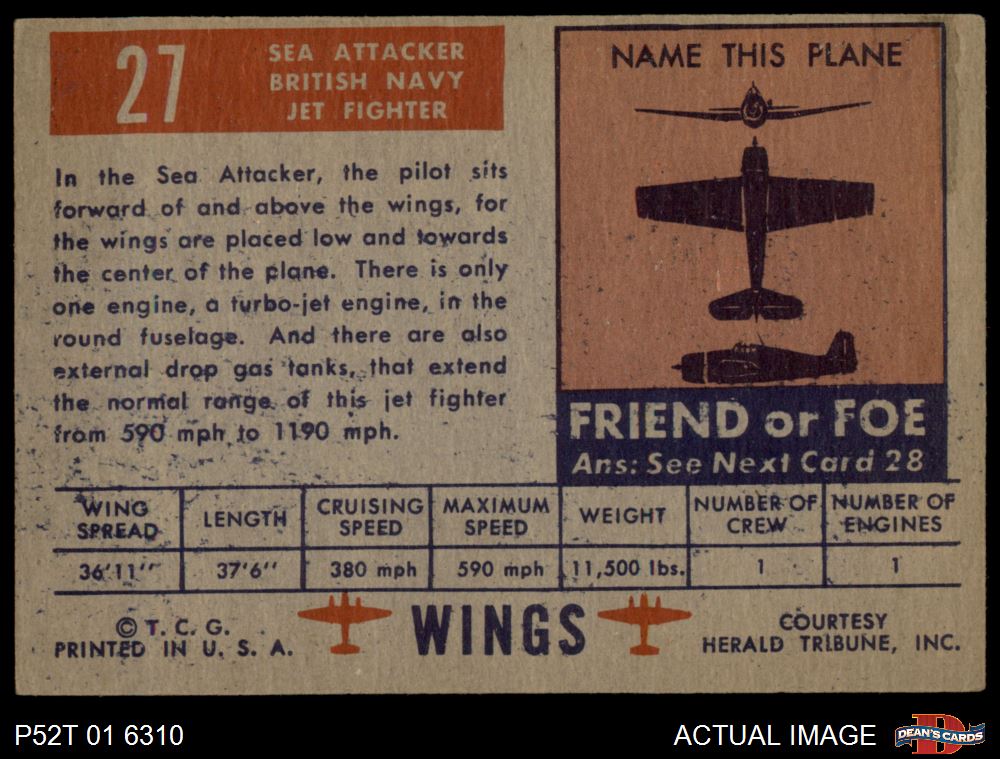 27
SEA ATTACKER
BRITISH NAVY
JET FIGHTER
In the Sea Attacker, the pilot sits
forward of and above the wings, for
the wings are placed low and towards
the center of the plane. There is only
one engine, a turbo-jet engine, in the
round fuselage. And there are also
external drop gas tanks, that extend
the normal range of this jet fighter
from 590 mph to 1190 mph.
NAME THIS PLANE
FRIEND or FOE
Ans: See Next Card 28
WING SPREAD LENGTH CRUISING SPEED MAXIMUM SPEED WEIGHT NUMBER OF CREW NUMBER OF ENGINES
36'11'' 37'6'' 380 mph 590 mph 11,500 lbs. 1 1
© T. C. G.
PRINTED IN U. S. A.
WINGS
COURTESY
HERALD TRIBUNE, INC.
P52T 01 6310
ACTUAL IMAGE
D
DEAN'S CARDS